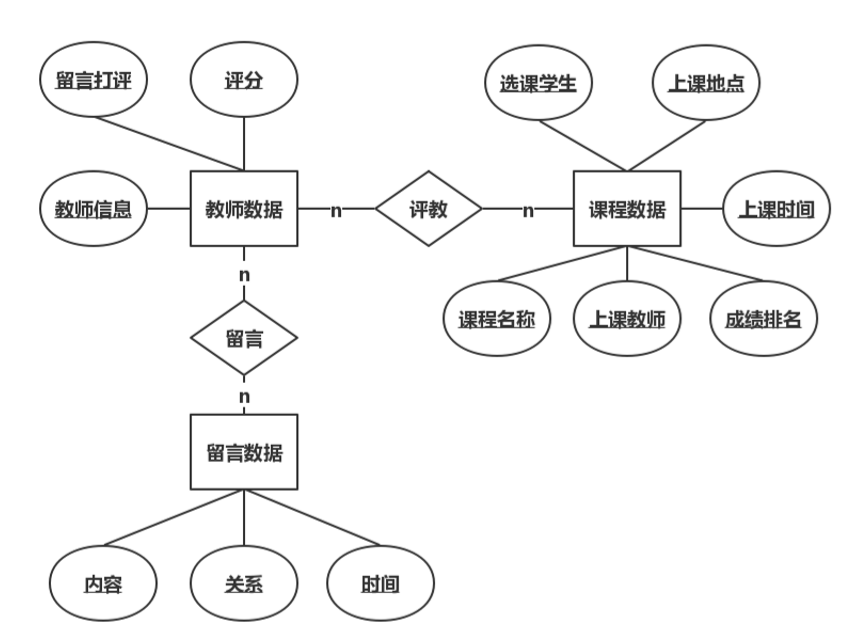 留言打评
评分
选课学生
上课地点
教师信息
教师数据
n
评教
n
课程数据
上课时间
n
留言
课程名称
上课教师
成绩排名
n
留言数据
内容
关系
时间